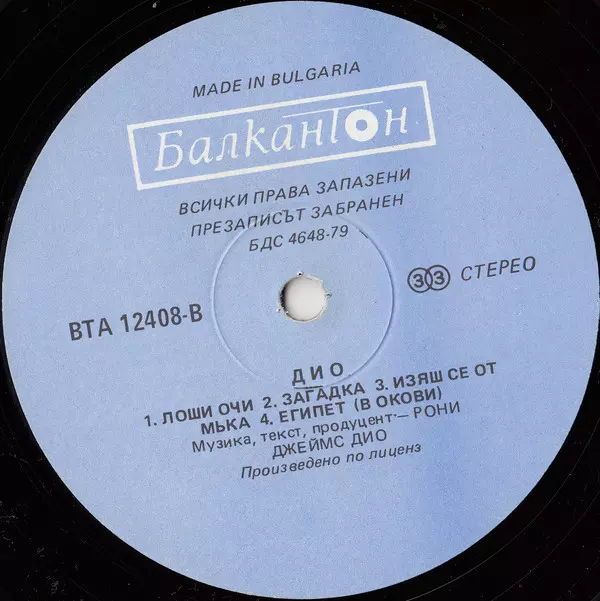 MADE IN BULGARIA
Балкантон
ВСИЧКИ ПРАВА ЗАПАЗЕНИ
ПРЕЗАПИСЪТ ЗАБРАНЕН
БДС 4648-79
ВТА 12408-В
33 СТЕРЕО
ДИО
1. ЛОШИ ОЧИ 2. ЗАГАДКА 3. ИЗЯШ СЕ ОТ
МЪКА 4. ЕГИПЕТ (В ОКОВИ)
Музика, текст, продуцент — РОНИ
ДЖЕЙМС ДИО
Произведено по лиценз